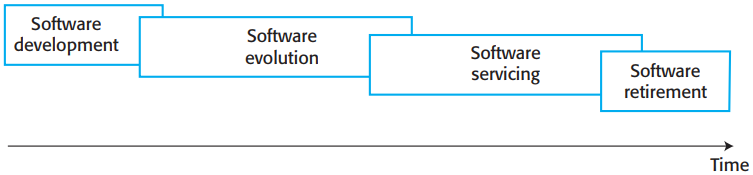 Software
development
Software
evolution
Software
servicing
Software
retirement
Time